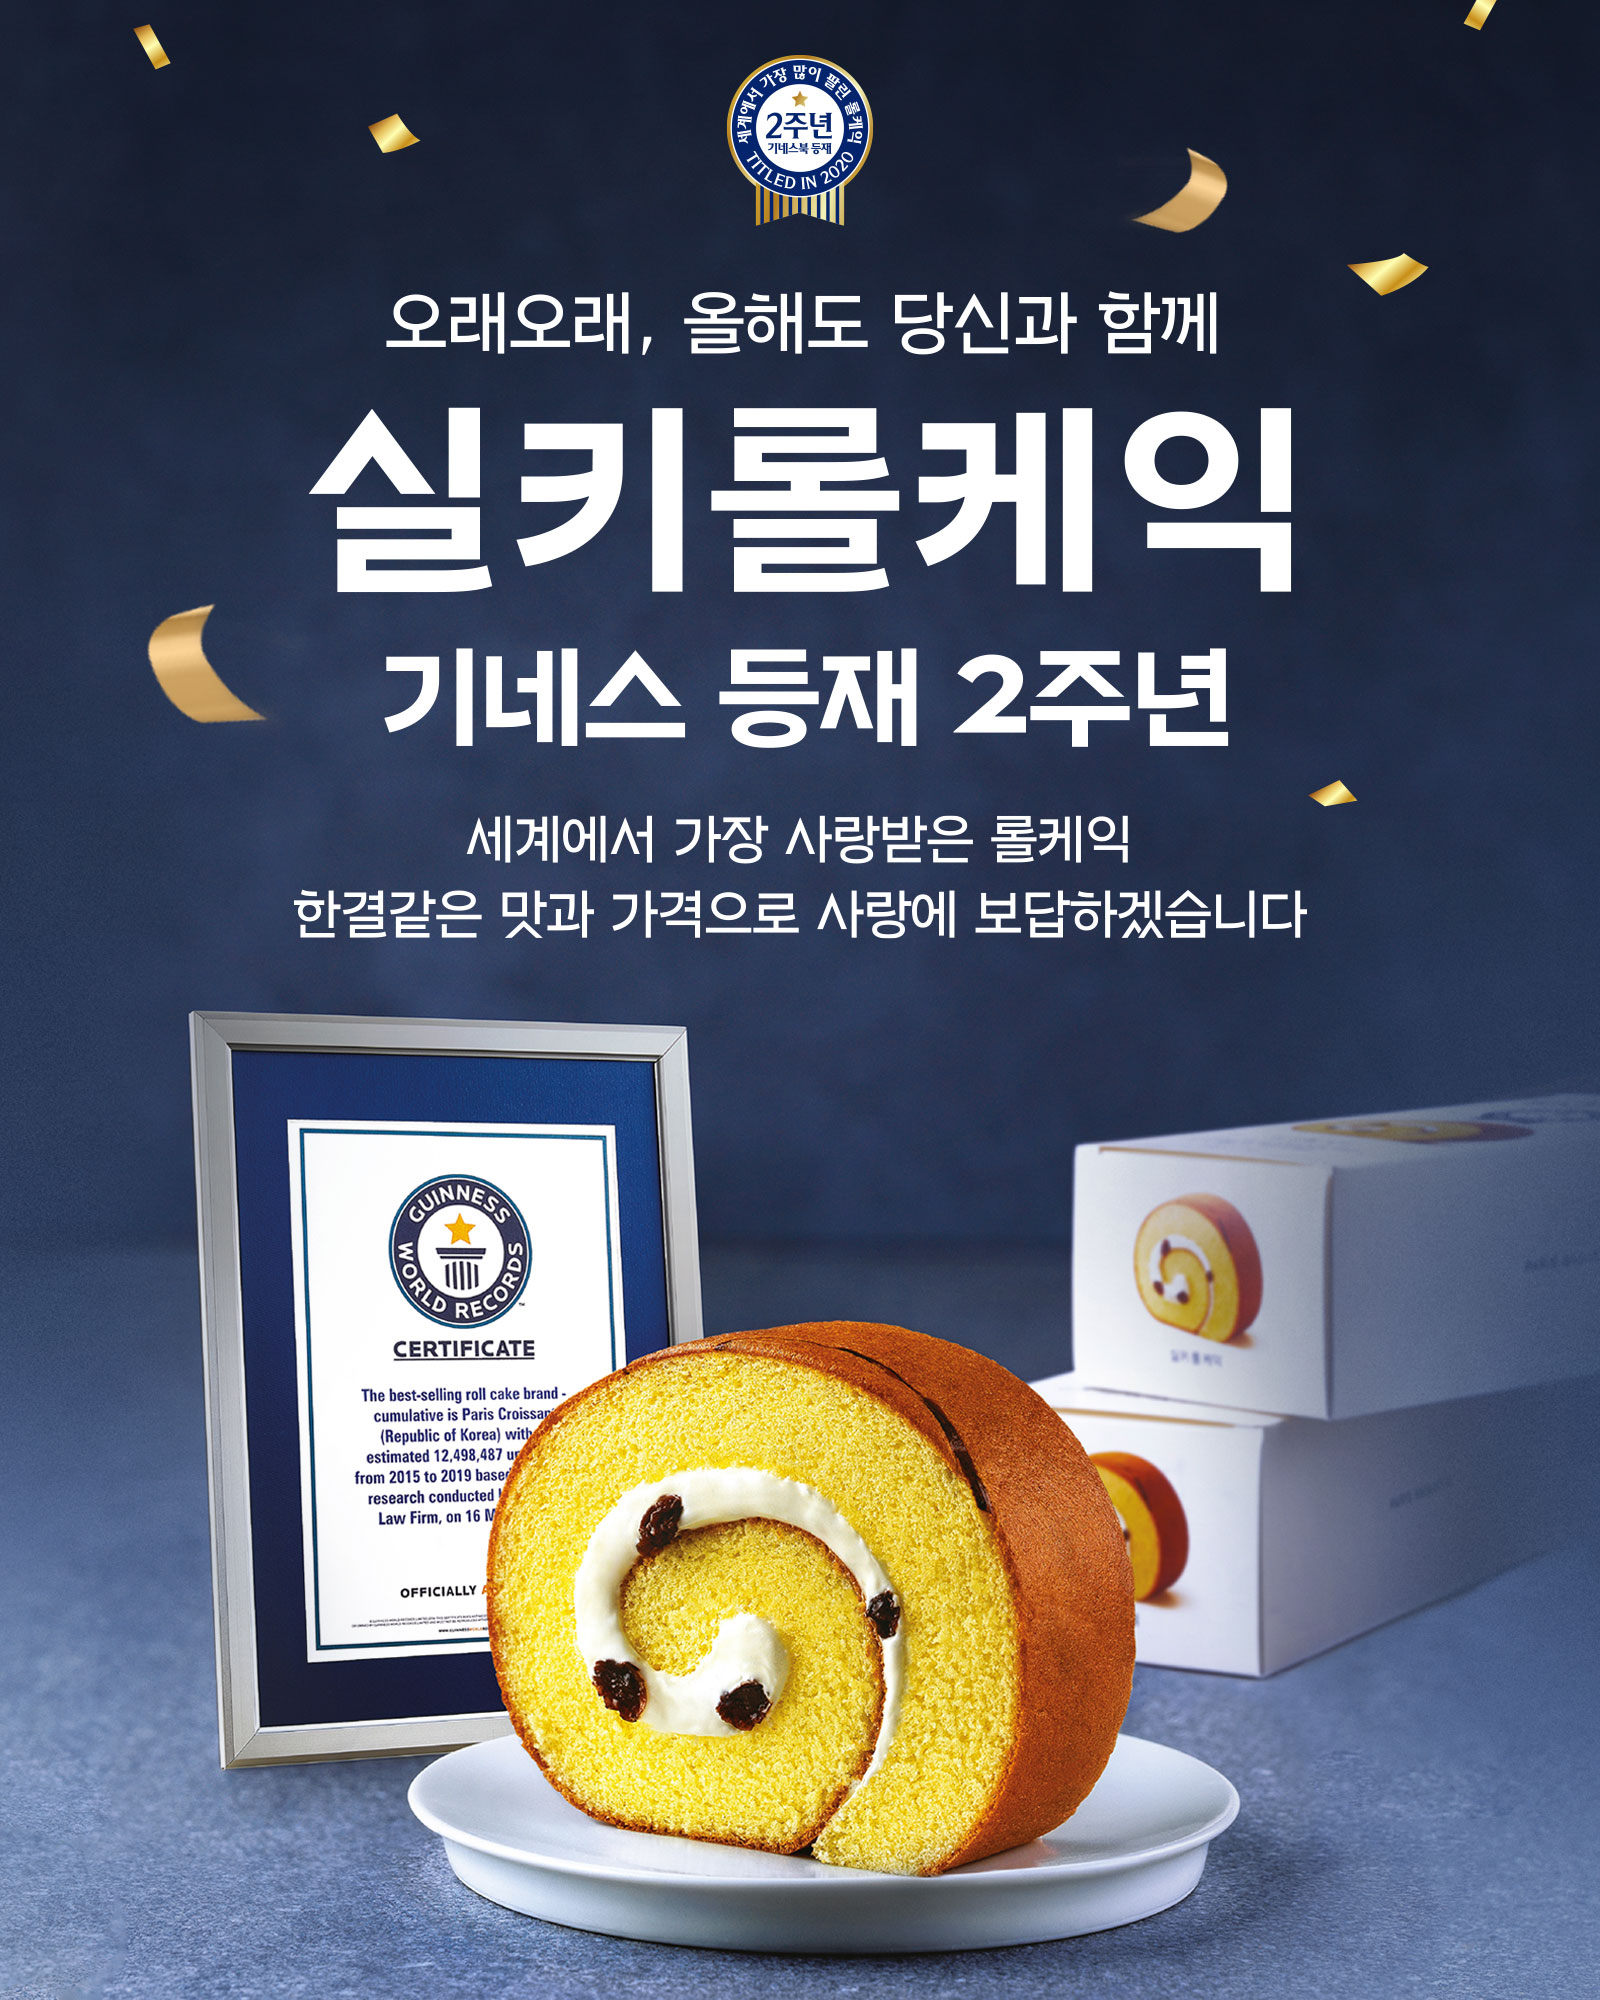 세계에서 가장 많이 팔린 롤케익
2주년
기네스북 등재
TITLED IN 2020
오래오래, 올해도 당신과 함께
실키롤케익
기네스 등재 2주년
세계에서 가장 사랑받은 롤케익
한결같은 맛과 가격으로 사랑에 보답하겠습니다
GUINNESS
WORLD RECORDS
CERTIFICATE
The best-selling roll cake brand -
cumulative is Paris
(Republic of Korea) with
estimated 12,498,487
from 2015 to 2019
research conducted
Law Firm, on 16
OFFICIALLY
실키롤케익